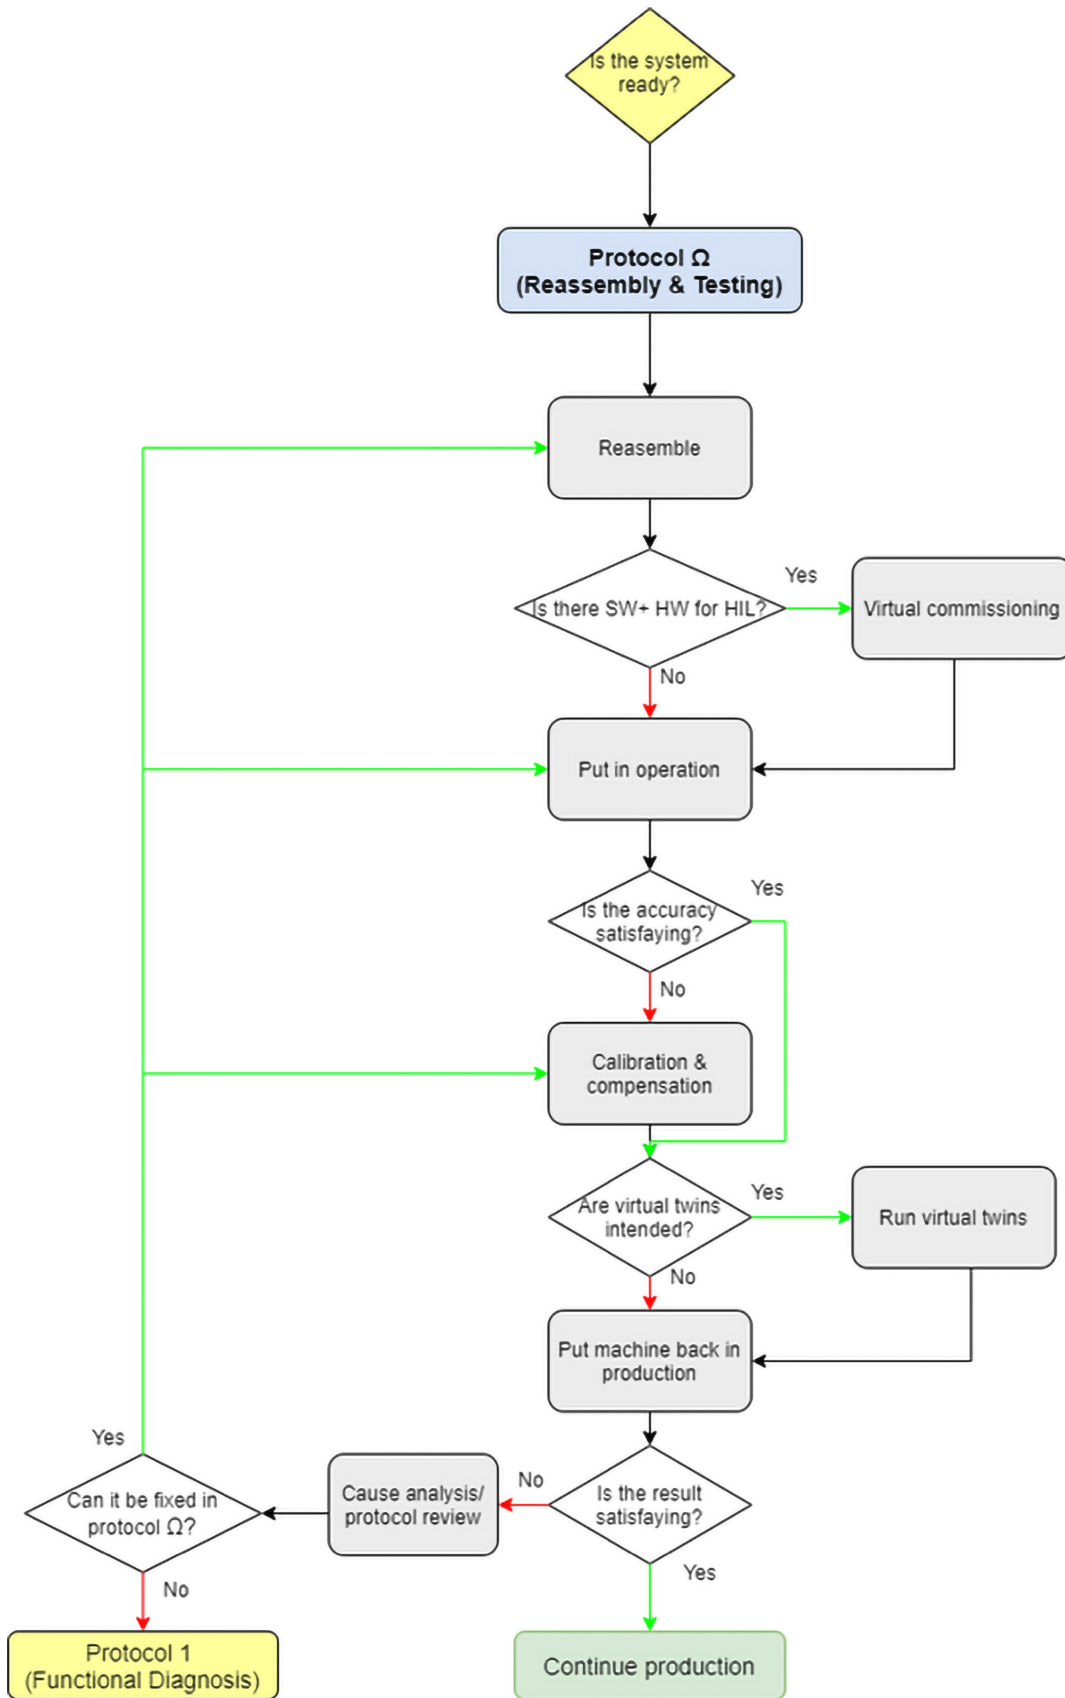 Is the system
ready?
Protocol Ω
(Reassembly & Testing)
Reassemble
Is there SW+ HW for HIL?
Yes
Virtual commissioning
No
Put in operation
Is the accuracy
satisfaying?
Yes
No
Calibration &
compensation
Are virtual twins
intended?
Yes
Run virtual twins
No
Put machine back in
production
Is the result
satisfaying?
No
Cause analysis/
protocol review
Yes
Can it be fixed in
protocol Ω?
Yes
No
Protocol 1
(Functional Diagnosis)
Continue production